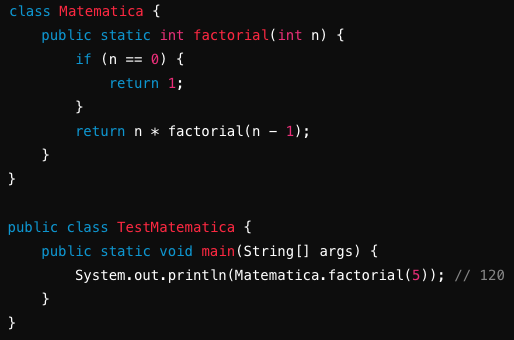 class Matematica {
    public static int factorial(int n) {
        if (n == 0) {
            return 1;
        }
        return n * factorial(n - 1);
    }
}

public class TestMatematica {
    public static void main(String[] args) {
        System.out.println(Matematica.factorial(5)); // 120
    }
}